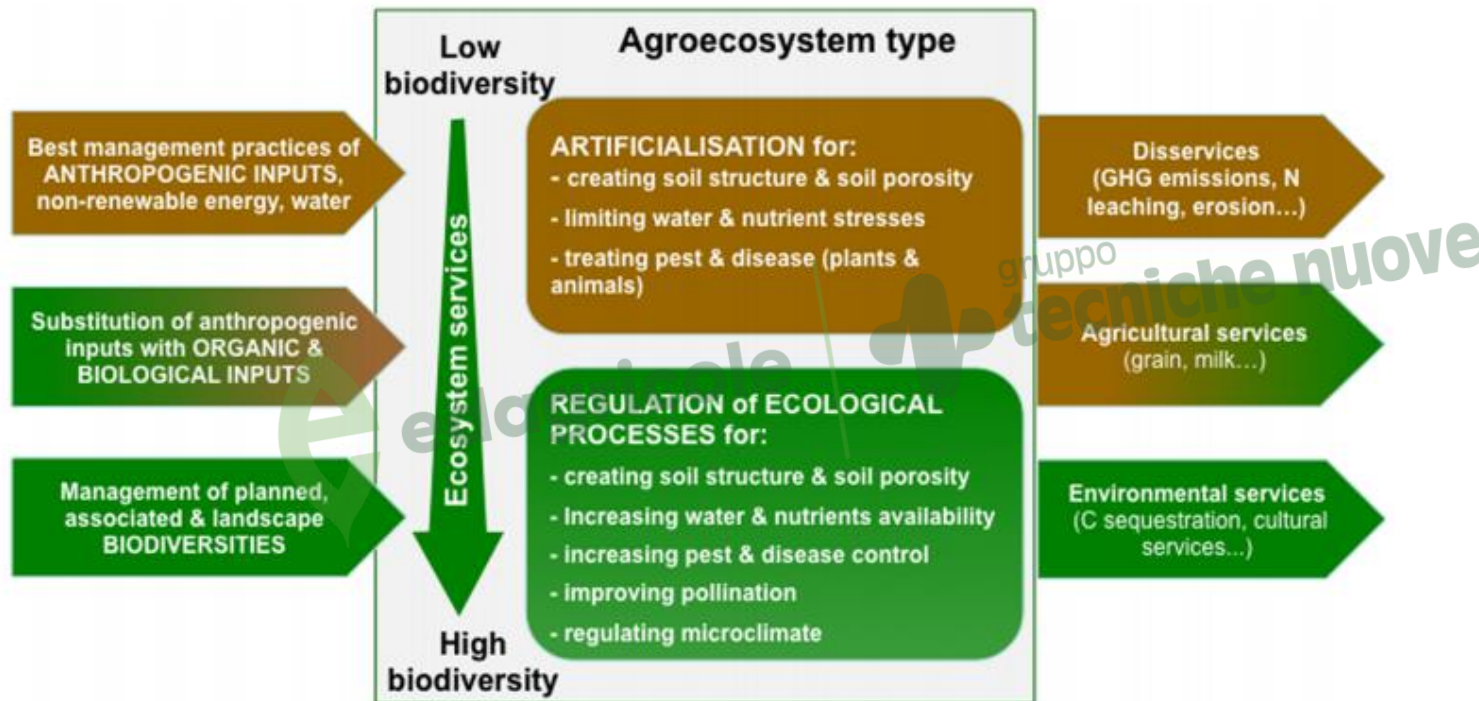 Low
biodiversity
Agroecosystem type
Best management practices of
ANTHROPOGENIC INPUTS,
non-renewable energy, water
Substitution of anthropogenic
inputs with ORGANIC &
BIOLOGICAL INPUTS
Management of planned,
associated & landscape
BIODIVERSITIES
Ecosystem services
ARTIFICIALISATION for:
- creating soil structure & soil porosity
- limiting water & nutrient stresses
- treating pest & disease (plants &
animals)
REGULATION of ECOLOGICAL
PROCESSES for:
- creating soil structure & soil porosity
- Increasing water & nutrients availability
- increasing pest & disease control
- improving pollination
- regulating microclimate
High
biodiversity
Disservices
(GHG emissions, N
leaching, erosion...)
Agricultural services
(grain, milk...)
Environmental services
(C sequestration, cultural
services...)
gruppo
tecniche nuove